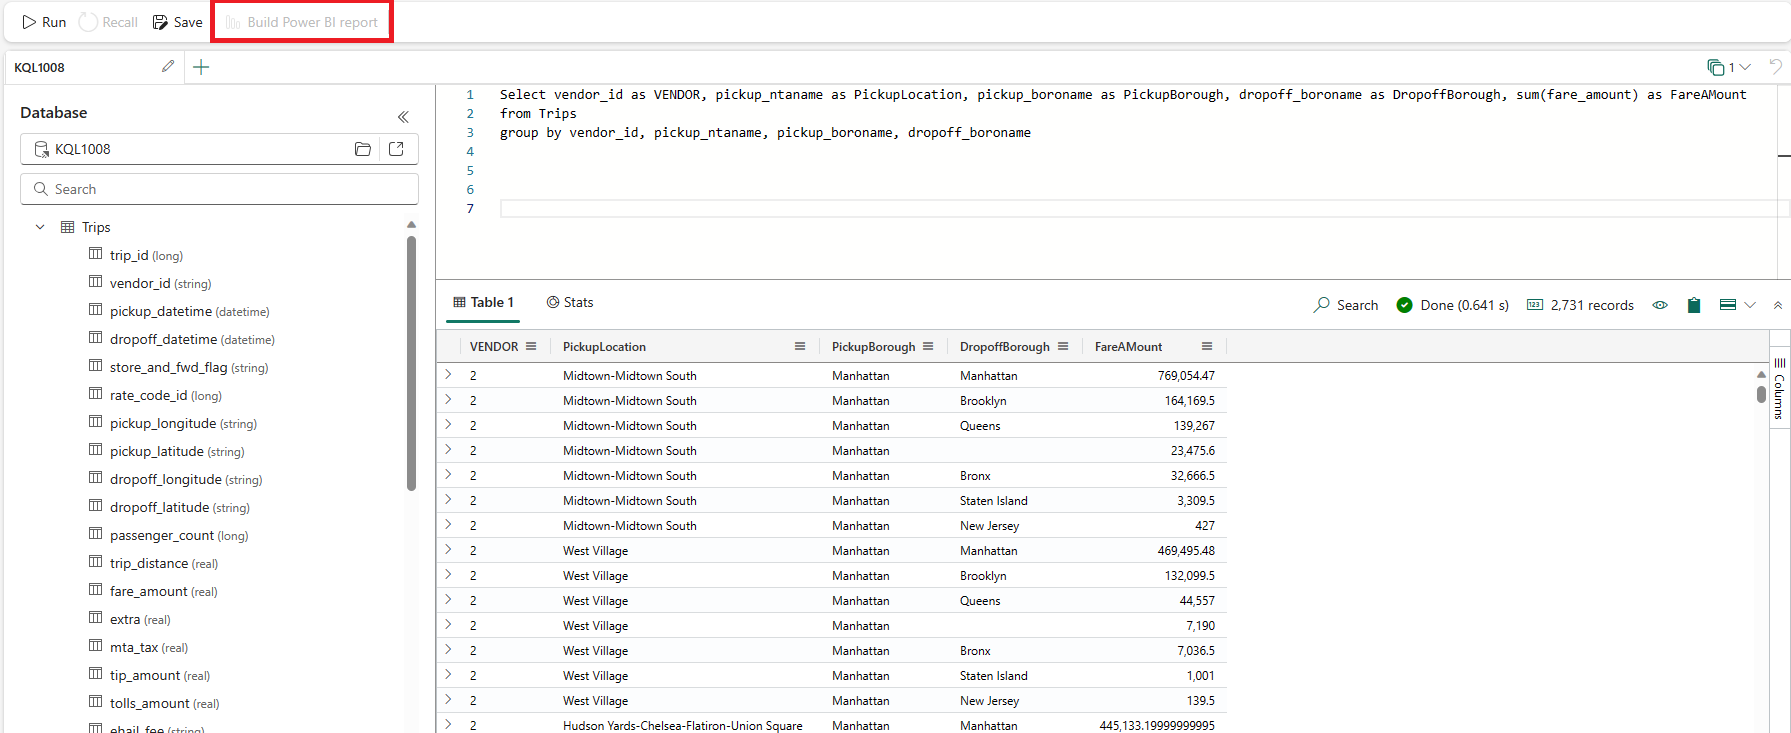 Run Recall Save Build Power BI report
KQL1008
1
Database
KQL1008
Search
Trips
trip_id (long)
vendor_id (string)
pickup_datetime (datetime)
dropoff_datetime (datetime)
store_and_fwd_flag (string)
rate_code_id (long)
pickup_longitude (string)
pickup_latitude (string)
dropoff_longitude (string)
dropoff_latitude (string)
passenger_count (long)
trip_distance (real)
fare_amount (real)
extra (real)
mta_tax (real)
tip_amount (real)
tolls_amount (real)
ehail_fee (string)
1 Select vendor_id as VENDOR, pickup_ntaname as PickupLocation, pickup_boroname as PickupBorough, dropoff_boroname as DropoffBorough, sum(fare_amount) as FareAMount
2 from Trips
3 group by vendor_id, pickup_ntaname, pickup_boroname, dropoff_boroname
4
5
6
7
Table 1 Stats Search Done (0.641 s) 123 2,731 records
VENDOR PickupLocation PickupBorough DropoffBorough FareAMount
2 Midtown-Midtown South Manhattan Manhattan 769,054.47
2 Midtown-Midtown South Manhattan Brooklyn 164,169.5
2 Midtown-Midtown South Manhattan Queens 139,267
2 Midtown-Midtown South Manhattan 23,475.6
2 Midtown-Midtown South Manhattan Bronx 32,666.5
2 Midtown-Midtown South Manhattan Staten Island 3,309.5
2 Midtown-Midtown South Manhattan New Jersey 427
2 West Village Manhattan Manhattan 469,495.48
2 West Village Manhattan Brooklyn 132,099.5
2 West Village Manhattan Queens 44,557
2 West Village Manhattan 7,190
2 West Village Manhattan Bronx 7,036.5
2 West Village Manhattan Staten Island 1,001
2 West Village Manhattan New Jersey 139.5
2 Hudson Yards-Chelsea-Flatiron-Union Square Manhattan Manhattan 445,133.19999999995
Columns